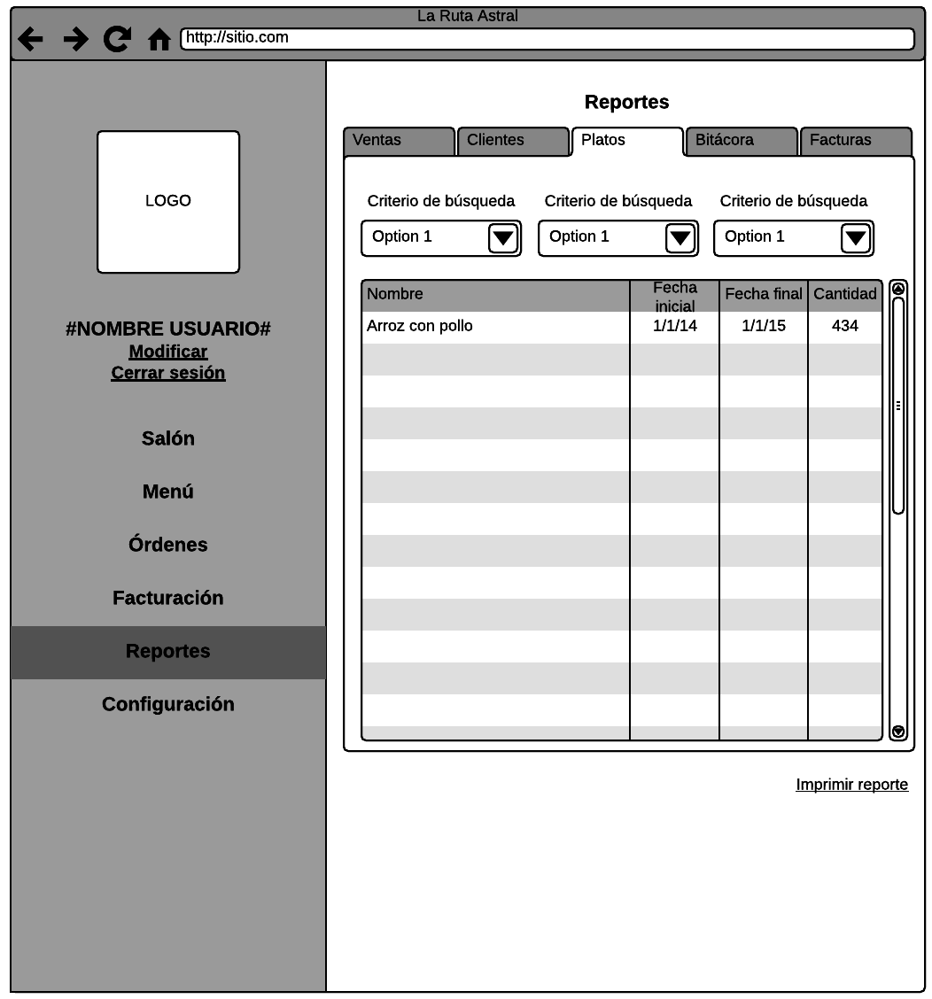 La Ruta Astral
http://sitio.com
LOGO
#NOMBRE USUARIO#
Modificar
Cerrar sesión
Salón
Menú
Órdenes
Facturación
Reportes
Configuración
Reportes
Ventas Clientes Platos Bitácora Facturas
Criterio de búsqueda Criterio de búsqueda Criterio de búsqueda
Option 1 Option 1 Option 1
Nombre Fecha inicial Fecha final Cantidad
Arroz con pollo 1/1/14 1/1/15 434
Imprimir reporte